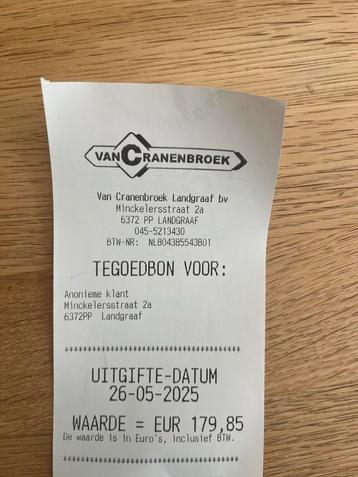 VAN CRANENBROEK
Van Cranenbroek Landgraaf bv
Minckelersstraat 2a
6372 PP LANDGRAAF
045-5213430
BTW-NR: NL804385543B01
TEGOEDBON VOOR:
Anonieme klant
Minckelersstraat 2a
6372PP Landgraaf
****************************************
UITGIFTE-DATUM
26-05-2025
WAARDE = EUR 179,85
De waarde is in Euro's, inclusief BTW.
****************************************